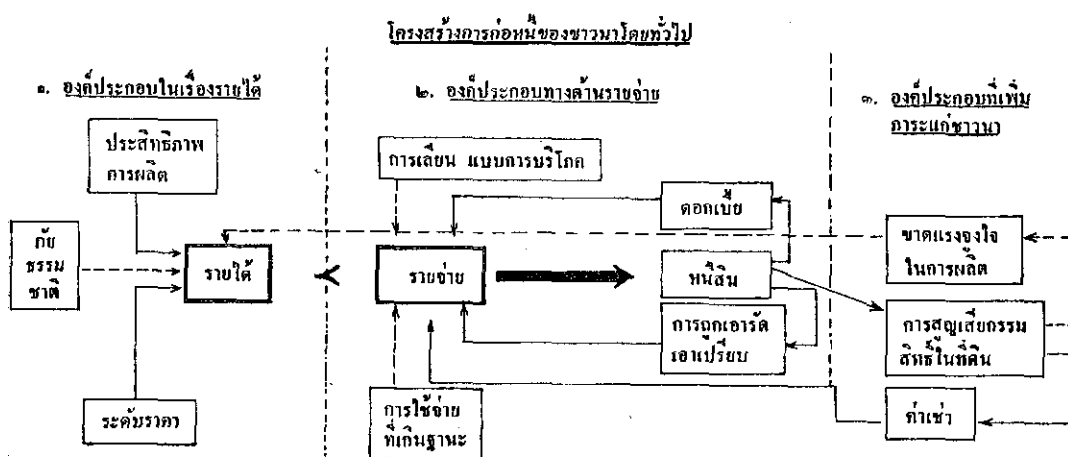 โครงสร้างการก่อหนี้ของชาวนาโดยทั่วไป
๑. องค์ประกอบในเรื่องรายได้
๒. องค์ประกอบทางด้านรายจ่าย
๓. องค์ประกอบที่เพิ่ม
ภาระแก่ชาวนา
ประสิทธิภาพ
การผลิต
ภัย
ธรรม
ชาติ
รายได้
ระดับราคา
การเลียน แบบการบริโภค
รายจ่าย
<
การใช้จ่าย
ที่เกินฐานะ
ดอกเบี้ย
หนี้สิน
การถูกเอารัด
เอาเปรียบ
ขาดแรงจูงใจ
ในการผลิต
การสูญเสียกรรม
สิทธิ์ในที่ดิน
ค่าเช่า